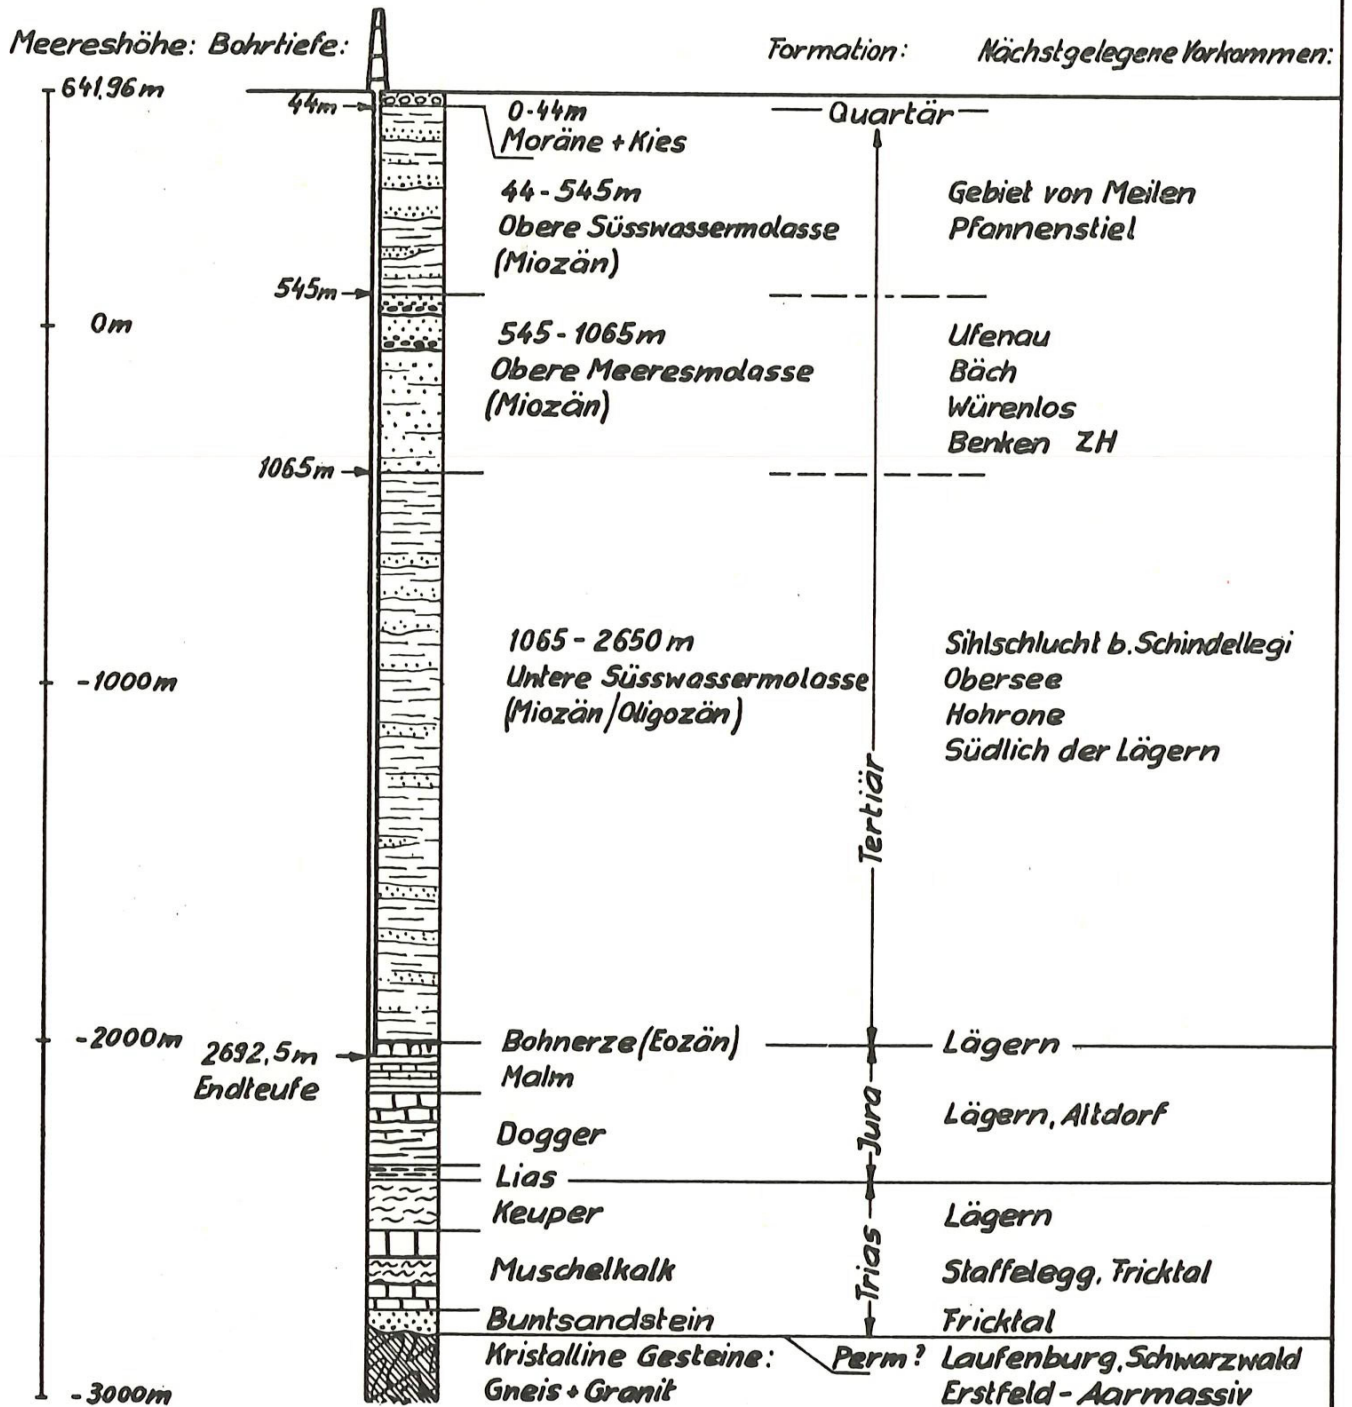 Meereshöhe: Bohrtiefe: Formation: Nächstgelegene Vorkommen:
641,96m
44m
0-44m
Moräne + Kies
Quartär
44-545m
Obere Süsswassermolasse
(Miozän)
Gebiet von Meilen
Pfannenstiel
545m
0m
545-1065m
Obere Meeresmolasse
(Miozän)
Ufenau
Bäch
Würenlos
Benken ZH
1065m
1065-2650m
Untere Süsswassermolasse
(Miozän/Oligozän)
Sihlschlucht b. Schindellegi
Obersee
Hohrone
Südlich der Lägern
-1000m
Tertiär
-2000m
2692,5m
Endteufe
Bohnerze (Eozän)
Lägern
Malm
Dogger
Lias
Jura
Lägern, Altdorf
Keuper
Lägern
Muschelkalk
Trias
Staffelegg, Tricktal
Buntsandstein
Fricktal
Kristalline Gesteine:
Gneis + Granit
Perm?
Laufenburg, Schwarzwald
Erstfeld - Aarmassiv
-3000m